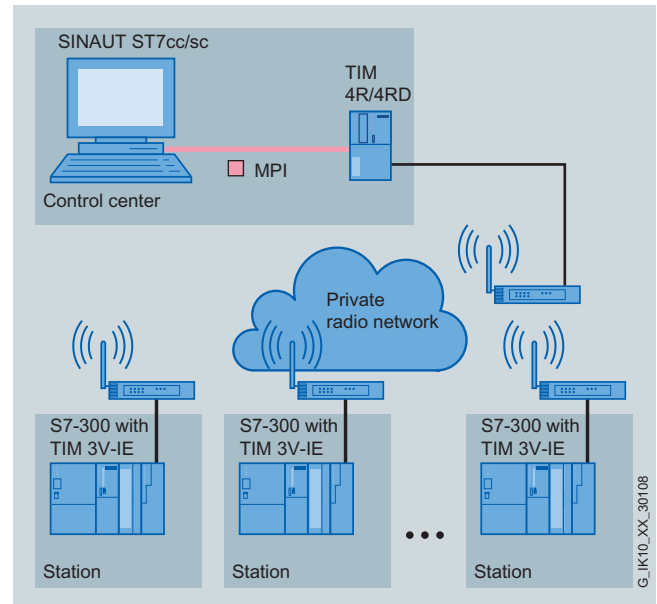 SINAUT ST7cc/sc
TIM
4R/4RD
MPI
Control center
Private
radio network
S7-300 with
TIM 3V-IE
Station
S7-300 with
TIM 3V-IE
Station
...
S7-300 with
TIM 3V-IE
Station
G_IK10_XX_30108